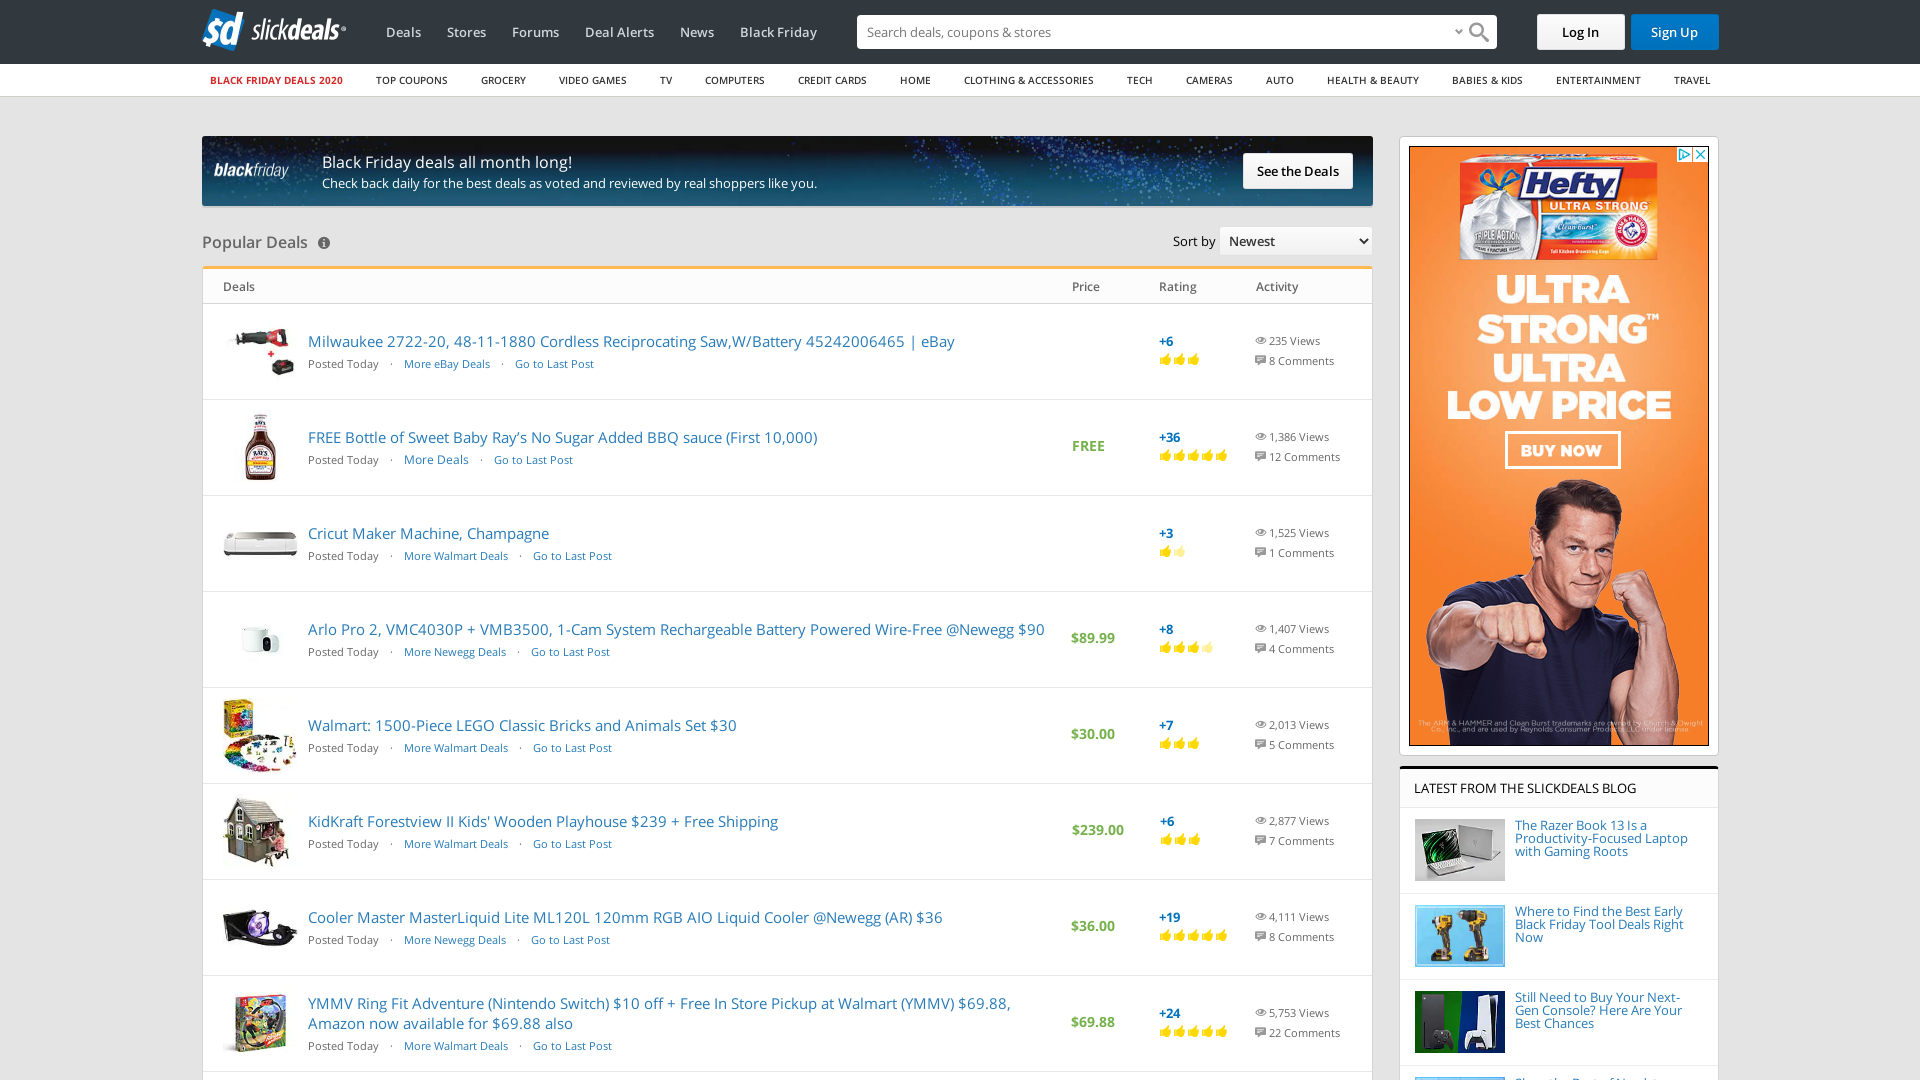 sd slickdeals
Deals Stores Forums Deal Alerts News Black Friday
Search deals, coupons & stores
Log In Sign Up
BLACK FRIDAY DEALS 2020 TOP COUPONS GROCERY VIDEO GAMES TV COMPUTERS CREDIT CARDS HOME CLOTHING & ACCESSORIES TECH CAMERAS AUTO HEALTH & BEAUTY BABIES & KIDS ENTERTAINMENT TRAVEL
blackfriday
Black Friday deals all month long!
Check back daily for the best deals as voted and reviewed by real shoppers like you.
See the Deals
Popular Deals
Sort by Newest
Deals Price Rating Activity
Milwaukee 2722-20, 48-11-1880 Cordless Reciprocating Saw,W/Battery 45242006465 | eBay
Posted Today · More eBay Deals · Go to Last Post
+6
235 Views
8 Comments
FREE Bottle of Sweet Baby Ray’s No Sugar Added BBQ sauce (First 10,000)
Posted Today · More Deals · Go to Last Post
FREE
+36
1,386 Views
12 Comments
Cricut Maker Machine, Champagne
Posted Today · More Walmart Deals · Go to Last Post
+3
1,525 Views
1 Comments
Arlo Pro 2, VMC4030P + VMB3500, 1-Cam System Rechargeable Battery Powered Wire-Free @Newegg $90
Posted Today · More Newegg Deals · Go to Last Post
$89.99
+8
1,407 Views
4 Comments
Walmart: 1500-Piece LEGO Classic Bricks and Animals Set $30
Posted Today · More Walmart Deals · Go to Last Post
$30.00
+7
2,013 Views
5 Comments
KidKraft Forestview II Kids' Wooden Playhouse $239 + Free Shipping
Posted Today · More Walmart Deals · Go to Last Post
$239.00
+6
2,877 Views
7 Comments
Cooler Master MasterLiquid Lite ML120L 120mm RGB AIO Liquid Cooler @Newegg (AR) $36
Posted Today · More Newegg Deals · Go to Last Post
$36.00
+19
4,111 Views
8 Comments
YMMV Ring Fit Adventure (Nintendo Switch) $10 off + Free In Store Pickup at Walmart (YMMV) $69.88,
Amazon now available for $69.88 also
Posted Today · More Walmart Deals · Go to Last Post
$69.88
+24
5,753 Views
22 Comments
Hefty
ULTRA STRONG
TRIPLE ACTION
Clean Burst
ARM & HAMMER
Tall Kitchen Drawstring Bags
ULTRA
STRONG™
ULTRA
LOW PRICE
BUY NOW
The ARM & HAMMER and Clean Burst trademarks are owned by Church & Dwight
Co., Inc., and are used by Reynolds Consumer Products LLC under license
LATEST FROM THE SLICKDEALS BLOG
The Razer Book 13 Is a
Productivity-Focused Laptop
with Gaming Roots
Where to Find the Best Early
Black Friday Tool Deals Right
Now
Still Need to Buy Your Next-
Gen Console? Here Are Your
Best Chances